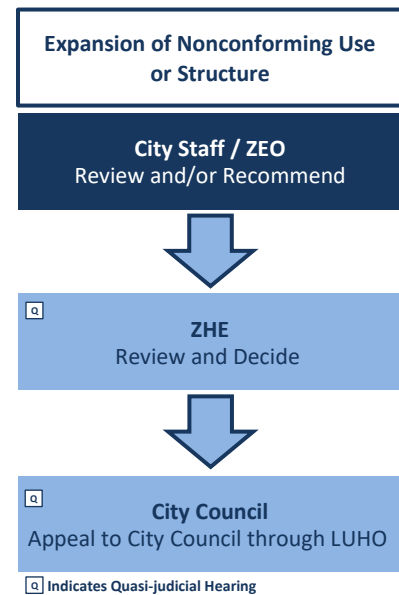 Expansion of Nonconforming Use
or Structure
City Staff / ZEO
Review and/or Recommend
Q
ZHE
Review and Decide
Q
City Council
Appeal to City Council through LUHO
Q Indicates Quasi-judicial Hearing